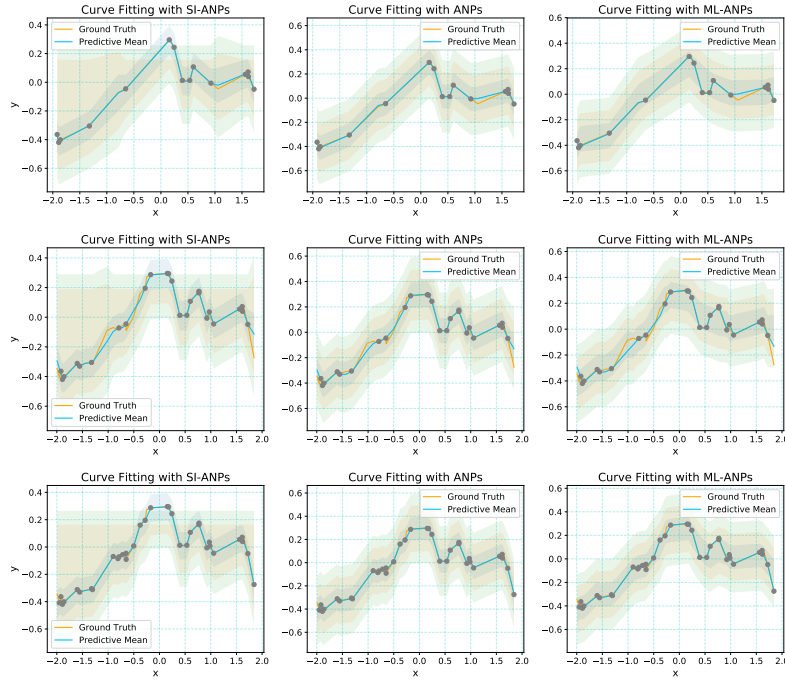 Curve Fitting with SI-ANPs
Curve Fitting with ANPs
Curve Fitting with ML-ANPs
0.4
0.2
0.0
−0.2
−0.4
−0.6
y
Ground Truth
Predictive Mean
−2.0 −1.5 −1.0 −0.5 0.0 0.5 1.0 1.5
x
0.6
0.4
0.2
0.0
−0.2
−0.4
−0.6
Ground Truth
Predictive Mean
−2.0 −1.5 −1.0 −0.5 0.0 0.5 1.0 1.5
x
0.6
0.4
0.2
0.0
−0.2
−0.4
−0.6
Ground Truth
Predictive Mean
−2.0 −1.5 −1.0 −0.5 0.0 0.5 1.0 1.5
x
Curve Fitting with SI-ANPs
Curve Fitting with ANPs
Curve Fitting with ML-ANPs
0.4
0.2
0.0
−0.2
−0.4
−0.6
y
Ground Truth
Predictive Mean
−2.0 −1.5 −1.0 −0.5 0.0 0.5 1.0 1.5 2.0
x
0.6
0.4
0.2
0.0
−0.2
−0.4
−0.6
Ground Truth
Predictive Mean
−2.0 −1.5 −1.0 −0.5 0.0 0.5 1.0 1.5 2.0
x
0.6
0.4
0.2
0.0
−0.2
−0.4
−0.6
Ground Truth
Predictive Mean
−2.0 −1.5 −1.0 −0.5 0.0 0.5 1.0 1.5 2.0
x
Curve Fitting with SI-ANPs
Curve Fitting with ANPs
Curve Fitting with ML-ANPs
0.4
0.2
0.0
−0.2
−0.4
−0.6
y
Ground Truth
Predictive Mean
−2.0 −1.5 −1.0 −0.5 0.0 0.5 1.0 1.5 2.0
x
0.6
0.4
0.2
0.0
−0.2
−0.4
−0.6
Ground Truth
Predictive Mean
−2.0 −1.5 −1.0 −0.5 0.0 0.5 1.0 1.5 2.0
x
0.6
0.4
0.2
0.0
−0.2
−0.4
−0.6
Ground Truth
Predictive Mean
−2.0 −1.5 −1.0 −0.5 0.0 0.5 1.0 1.5 2.0
x